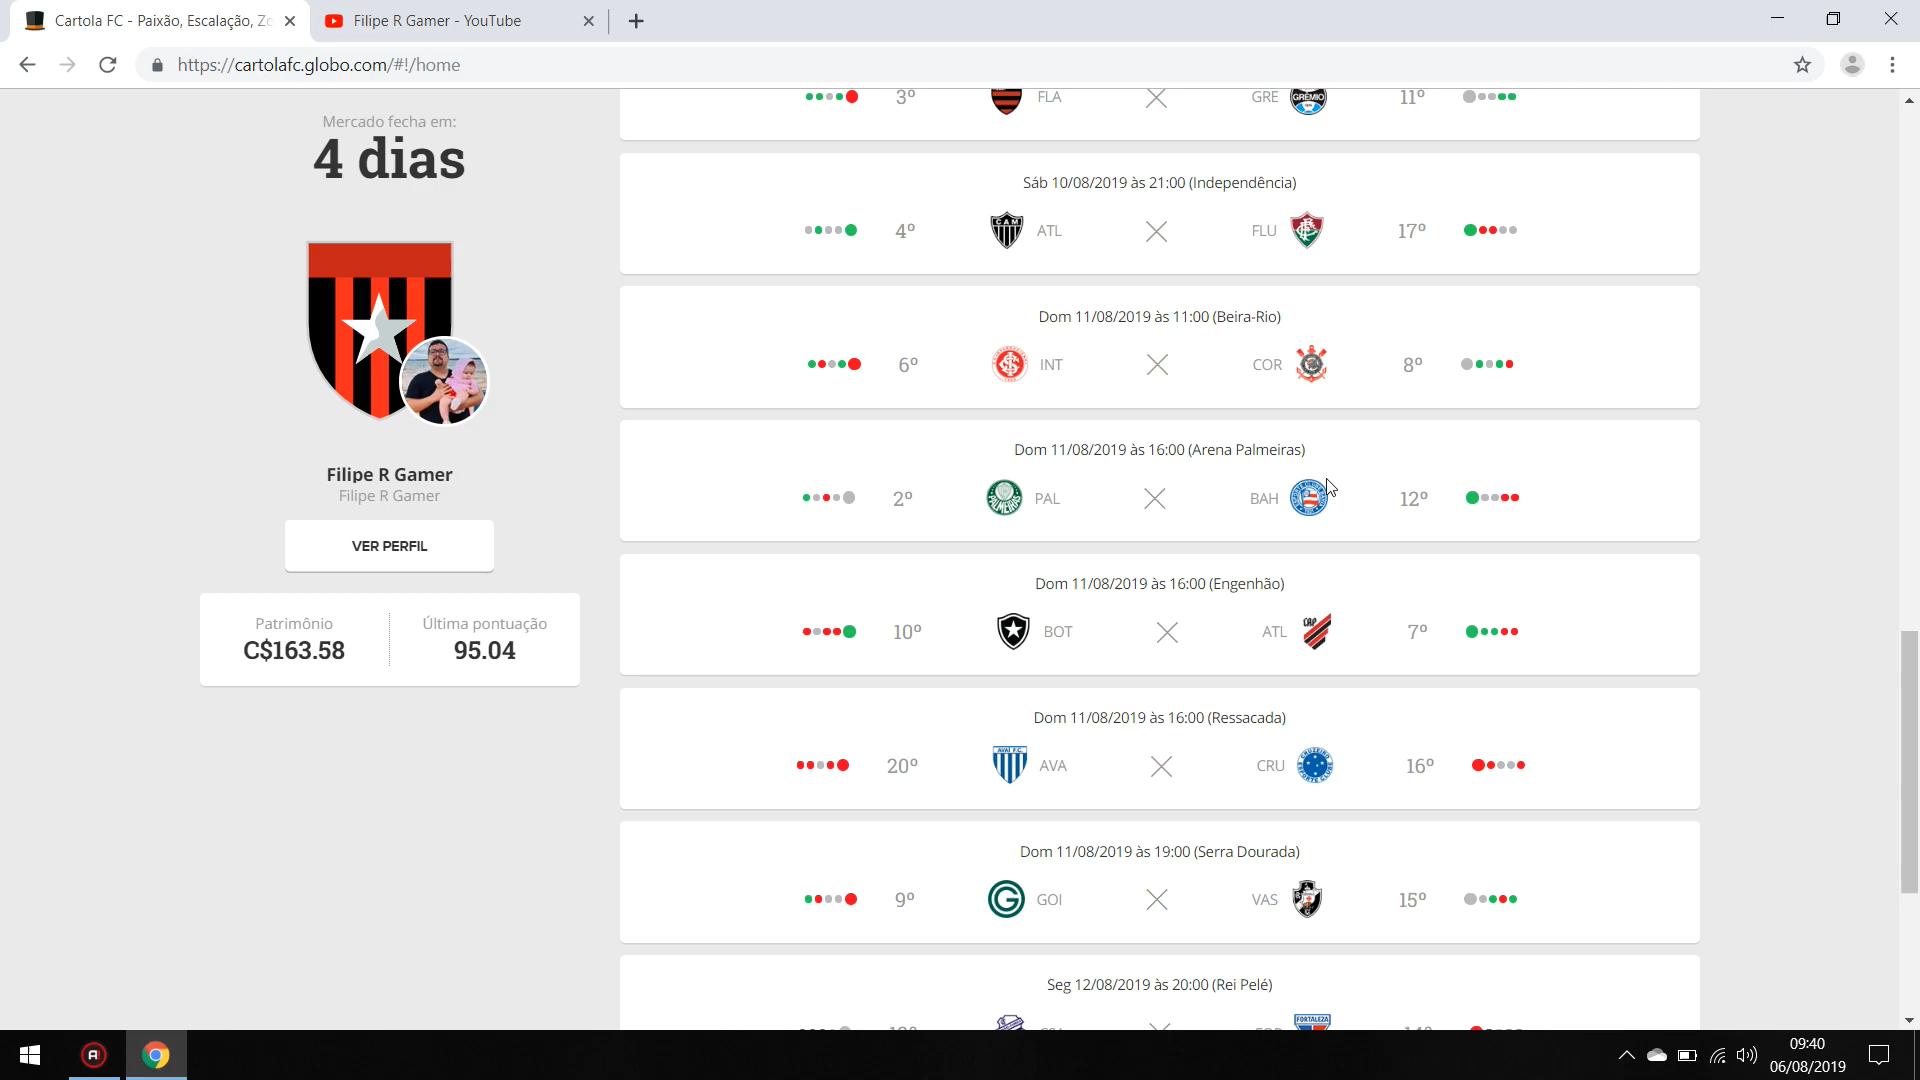 Cartola FC - Paixão, Escalação, Zo
Filipe R Gamer - YouTube
https://cartolafc.globo.com/#!/home
Mercado fecha em:
4 dias
Filipe R Gamer
Filipe R Gamer
VER PERFIL
Patrimônio
C$163.58
Última pontuação
95.04
3º FLA GRE 11º
Sáb 10/08/2019 às 21:00 (Independência)
4º ATL FLU 17º
Dom 11/08/2019 às 11:00 (Beira-Rio)
6º INT COR 8º
Dom 11/08/2019 às 16:00 (Arena Palmeiras)
2º PAL BAH 12º
Dom 11/08/2019 às 16:00 (Engenhão)
10º BOT ATL 7º
Dom 11/08/2019 às 16:00 (Ressacada)
20º AVA CRU 16º
Dom 11/08/2019 às 19:00 (Serra Dourada)
9º GOI VAS 15º
Seg 12/08/2019 às 20:00 (Rei Pelé)
FORTALEZA
09:40
06/08/2019